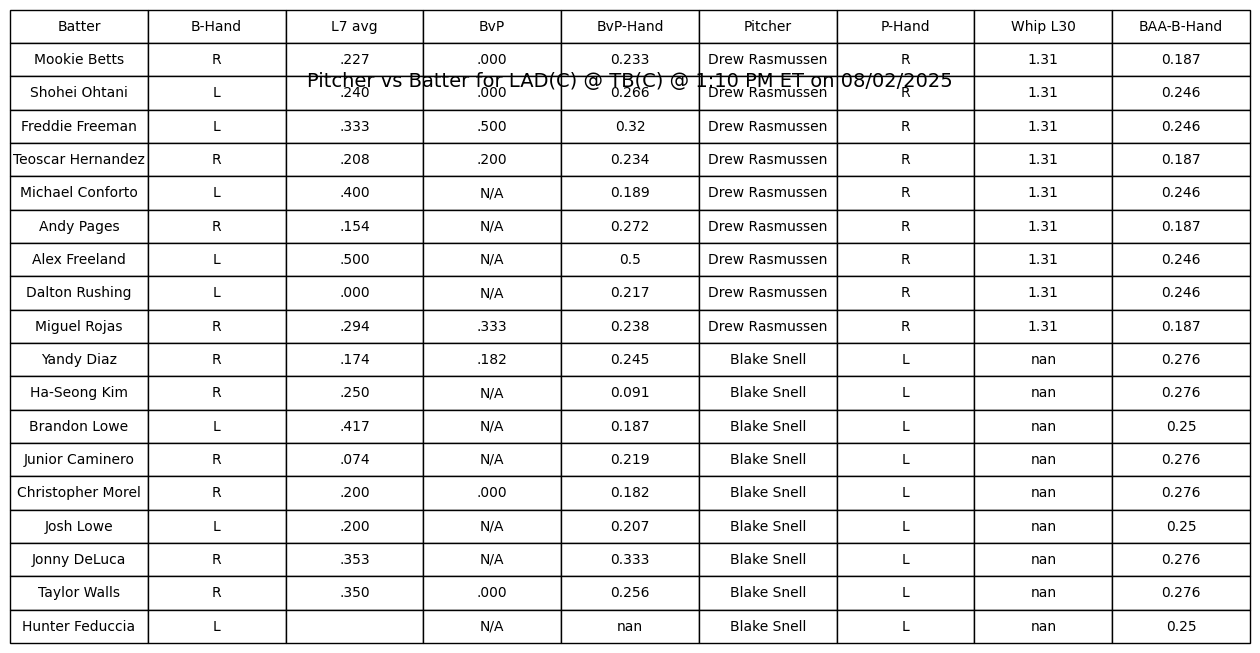 Batter B-Hand L7 avg BvP BvP-Hand Pitcher P-Hand Whip L30 BAA-B-Hand
Mookie Betts R .227 .000 0.233 Drew Rasmussen R 1.31 0.187
Pitcher vs Batter for LAD(C) @ TB(C) @ 1:10 PM ET on 08/02/2025
Shohei Ohtani L .240 .000 0.266 Drew Rasmussen R 1.31 0.246
Freddie Freeman L .333 .500 0.32 Drew Rasmussen R 1.31 0.246
Teoscar Hernandez R .208 .200 0.234 Drew Rasmussen R 1.31 0.187
Michael Conforto L .400 N/A 0.189 Drew Rasmussen R 1.31 0.246
Andy Pages R .154 N/A 0.272 Drew Rasmussen R 1.31 0.187
Alex Freeland L .500 N/A 0.5 Drew Rasmussen R 1.31 0.246
Dalton Rushing L .000 N/A 0.217 Drew Rasmussen R 1.31 0.246
Miguel Rojas R .294 .333 0.238 Drew Rasmussen R 1.31 0.187
Yandy Diaz R .174 .182 0.245 Blake Snell L nan 0.276
Ha-Seong Kim R .250 N/A 0.091 Blake Snell L nan 0.276
Brandon Lowe L .417 N/A 0.187 Blake Snell L nan 0.25
Junior Caminero R .074 N/A 0.219 Blake Snell L nan 0.276
Christopher Morel R .200 .000 0.182 Blake Snell L nan 0.276
Josh Lowe L .200 N/A 0.207 Blake Snell L nan 0.25
Jonny DeLuca R .353 N/A 0.333 Blake Snell L nan 0.276
Taylor Walls R .350 .000 0.256 Blake Snell L nan 0.276
Hunter Feduccia L N/A nan Blake Snell L nan 0.25